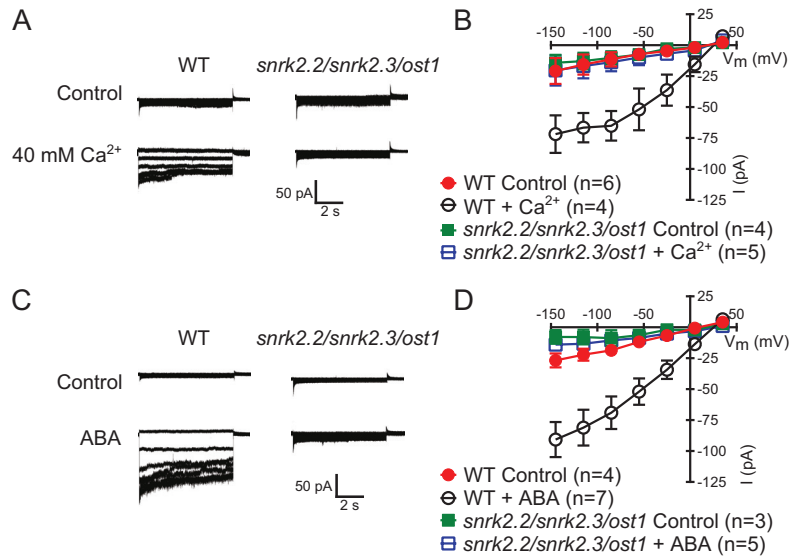 A
WT
snrk2.2/snrk2.3/ost1
Control
40 mM Ca²⁺
50 pA
2 s
B
-150 -100 -50 50
25
Vm (mV)
-25
-50
-75
-100
-125
I (pA)
WT Control (n=6)
WT + Ca²⁺ (n=4)
snrk2.2/snrk2.3/ost1 Control (n=4)
snrk2.2/snrk2.3/ost1 + Ca²⁺ (n=5)
C
WT
snrk2.2/snrk2.3/ost1
Control
ABA
50 pA
2 s
D
-150 -100 -50 50
25
Vm (mV)
-25
-50
-75
-100
-125
I (pA)
WT Control (n=4)
WT + ABA (n=7)
snrk2.2/snrk2.3/ost1 Control (n=3)
snrk2.2/snrk2.3/ost1 + ABA (n=5)